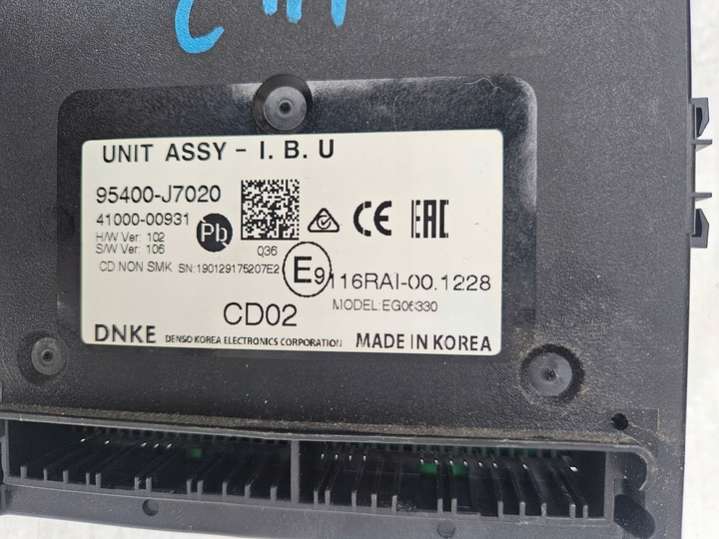 UNIT ASSY - I. B. U
95400-J7020
41000-00931
Pb
CE
EAC
H/W Ver: 102
S/W Ver: 106
Q36
CD NON SMK SN:190129175207E2
E9
116RAI-00.1228
MODEL:EG06330
CD02
DNKE DENSO KOREA ELECTRONICS CORPORATION MADE IN KOREA